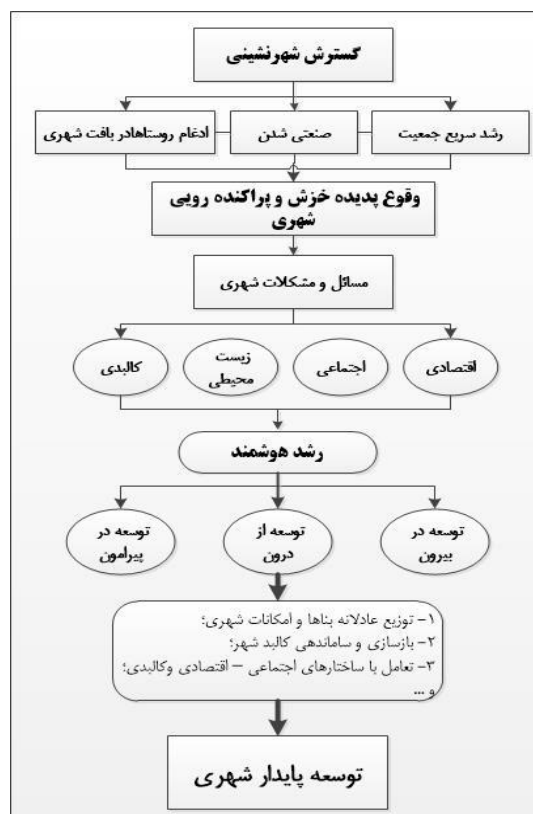 گسترش شهرنشینی
رشد سریع جمعیت
صنعتی شدن
ادغام روستاهادر بافت شهری
وقوع پدیده خزش و پراکنده رویی
شهری
مسائل و مشکلات شهری
اقتصادی
اجتماعی
زیست
محیطی
کالبدی
رشد هوشمند
توسعه در
بیرون
توسعه از
درون
توسعه در
پیرامون
۱- توزیع عادلانه بناها و امکانات شهری؛
۲- بازسازی و ساماندهی کالبد شهر؛
۳- تعامل با ساختارهای اجتماعی – اقتصادی وکالبدی؛
و ...
توسعه پایدار شهری